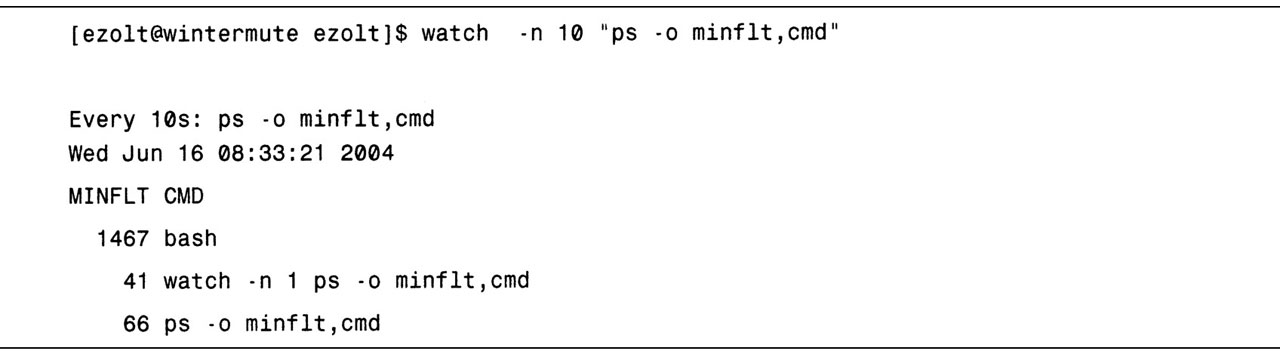 [ezolt@wintermute ezolt]$ watch  -n 10 "ps -o minflt,cmd"
Every 10s: ps -o minflt,cmd
Wed Jun 16 08:33:21 2004
MINFLT CMD
  1467 bash
    41 watch -n 1 ps -o minflt,cmd
    66 ps -o minflt,cmd